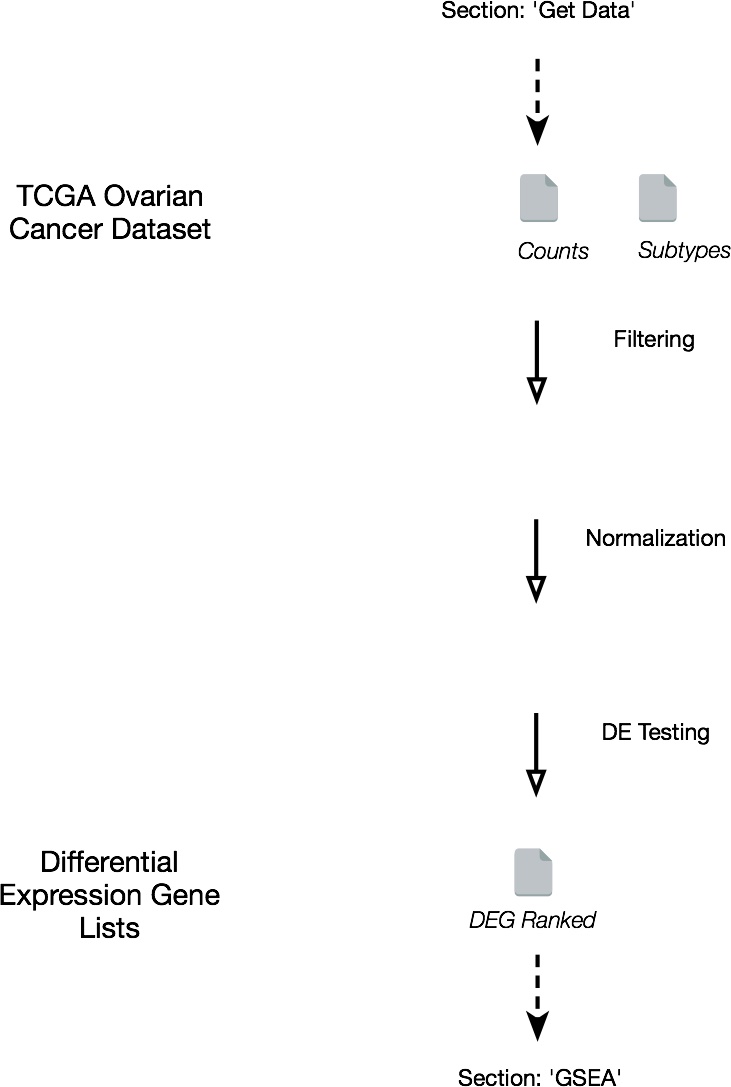 Section: 'Get Data'
TCGA Ovarian
Cancer Dataset
Counts
Subtypes
Filtering
Normalization
DE Testing
Differential
Expression Gene
Lists
DEG Ranked
Section: 'GSEA'